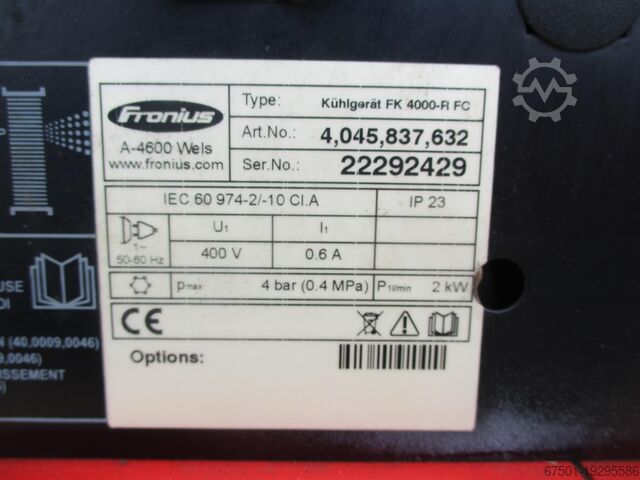 Fronius
A-4600 Wels
www.fronius.com
Type: Kühlgerät FK 4000-R FC
Art.No.: 4,045,837,632
Ser.No.: 22292429
IEC 60 974-2/-10 Cl.A IP 23
U1 I1
1~
50-60 Hz 400 V 0.6 A
pmax 4 bar (0.4 MPa) P1l/min 2 kW
CE
Options:
USE
DI
N (40,0009,0046)
,0046)
ISSEMENT
67501-19295586